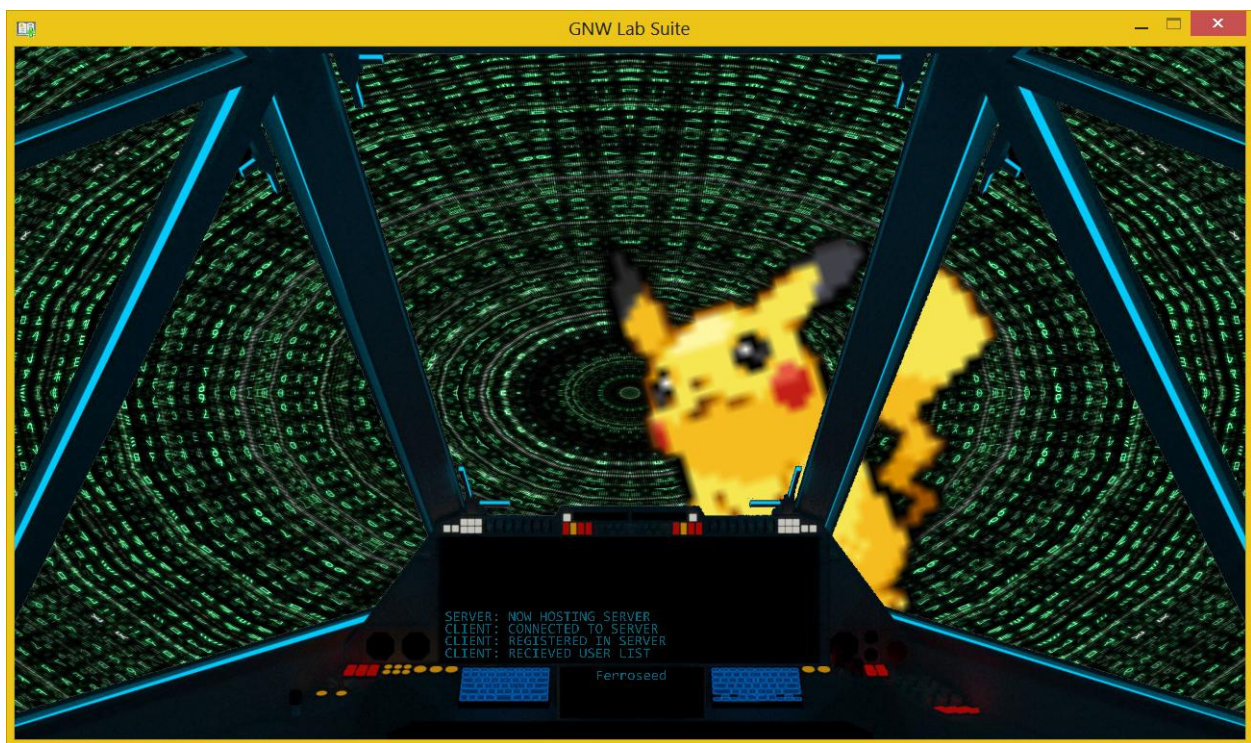 GNW Lab Suite
SERVER: NOW HOSTING SERVER
CLIENT: CONNECTED TO SERVER
CLIENT: REGISTERED IN SERVER
CLIENT: RECIEVED USER LIST
Ferroseed